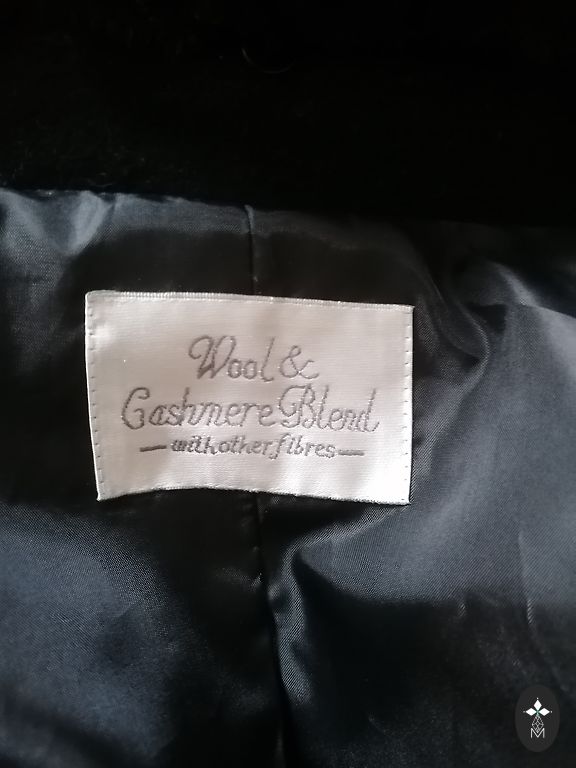 Wool &
Cashmere Blend
— with other fibres —
M